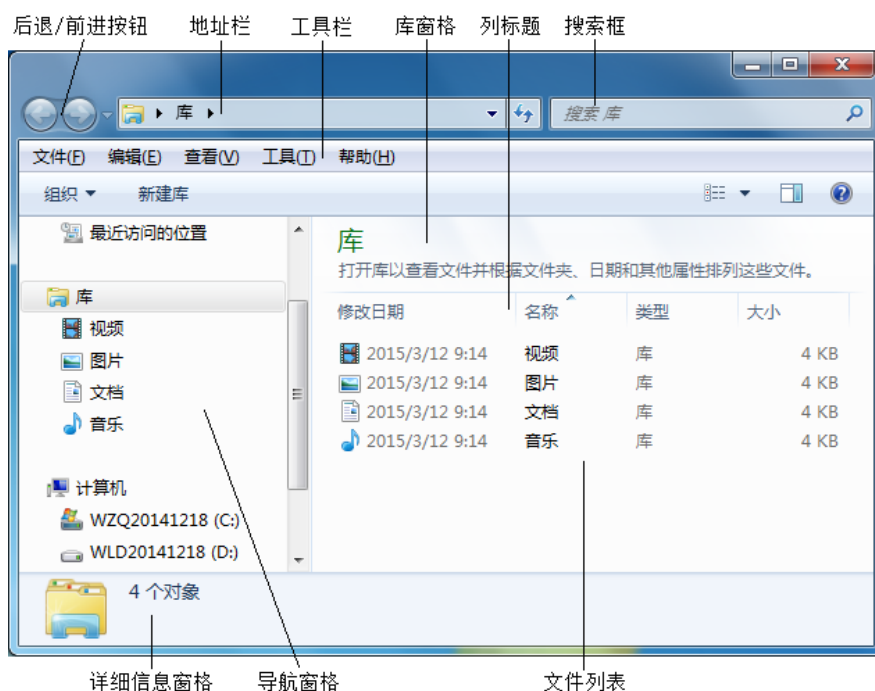 后退/前进按钮 地址栏 工具栏 库窗格 列标题 搜索框
库
搜索 库
文件(F) 编辑(E) 查看(V) 工具(T) 帮助(H)
组织 新建库
最近访问的位置
库
视频
图片
文档
音乐
计算机
WZQ20141218 (C:)
WLD20141218 (D:)
库
打开库以查看文件并根据文件夹、日期和其他属性排列这些文件。
修改日期 名称 类型 大小
2015/3/12 9:14 视频 库 4 KB
2015/3/12 9:14 图片 库 4 KB
2015/3/12 9:14 文档 库 4 KB
2015/3/12 9:14 音乐 库 4 KB
4 个对象
详细信息窗格 导航窗格 文件列表